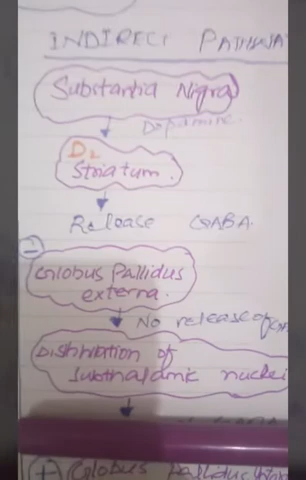 INDIRECT PATHWA
Substantia Nigra
Dopamine.
D2
Striatum.
Release GABA.
Globus Pallidus
externa.
No release of
Disinhibition of
Subthalamic nuclei
+ Globus Pallidus